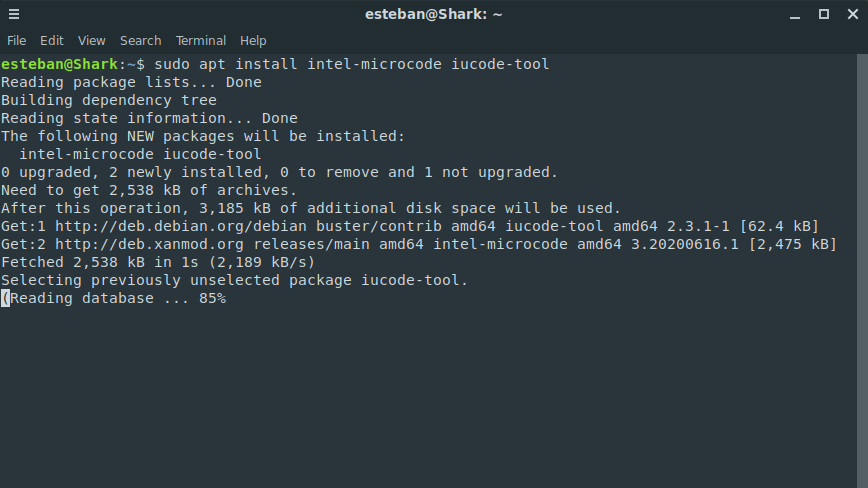 esteban@Shark: ~
File Edit View Search Terminal Help
esteban@Shark:~$ sudo apt install intel-microcode iucode-tool
Reading package lists... Done
Building dependency tree
Reading state information... Done
The following NEW packages will be installed:
  intel-microcode iucode-tool
0 upgraded, 2 newly installed, 0 to remove and 1 not upgraded.
Need to get 2,538 kB of archives.
After this operation, 3,185 kB of additional disk space will be used.
Get:1 http://deb.debian.org/debian buster/contrib amd64 iucode-tool amd64 2.3.1-1 [62.4 kB]
Get:2 http://deb.xanmod.org releases/main amd64 intel-microcode amd64 3.20200616.1 [2,475 kB]
Fetched 2,538 kB in 1s (2,189 kB/s)
Selecting previously unselected package iucode-tool.
(Reading database ... 85%